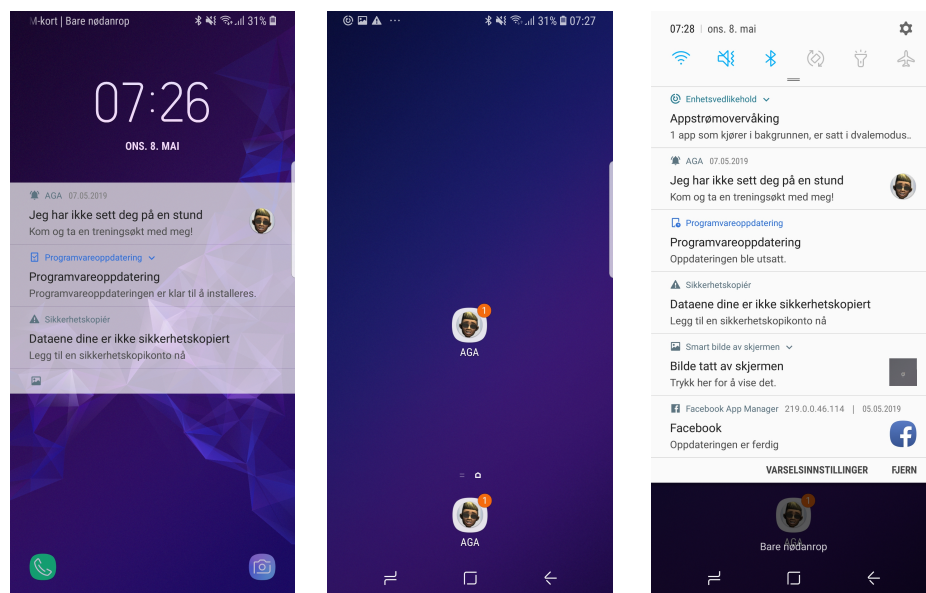 M-kort | Bare nødanrop 31%
07:26
ONS. 8. MAI
AGA 07.05.2019
Jeg har ikke sett deg på en stund
Kom og ta en treningsøkt med meg!
Programvareoppdatering
Programvareoppdatering
Programvareoppdateringen er klar til å installeres.
Sikkerhetskopiér
Dataene dine er ikke sikkerhetskopiert
Legg til en sikkerhetskopikonto nå
31% 07:27
1
AGA
1
AGA
07:28 | ons. 8. mai
Enhetsvedlikehold
Appstrømovervåking
1 app som kjører i bakgrunnen, er satt i dvalemodus..
AGA 07.05.2019
Jeg har ikke sett deg på en stund
Kom og ta en treningsøkt med meg!
Programvareoppdatering
Programvareoppdatering
Oppdateringen ble utsatt.
Sikkerhetskopiér
Dataene dine er ikke sikkerhetskopiert
Legg til en sikkerhetskopikonto nå
Smart bilde av skjermen
Bilde tatt av skjermen
Trykk her for å vise det.
Facebook App Manager 219.0.0.46.114 | 05.05.2019
Facebook
Oppdateringen er ferdig
VARSELSINNSTILLINGER FJERN
1
AGA
Bare nødanrop